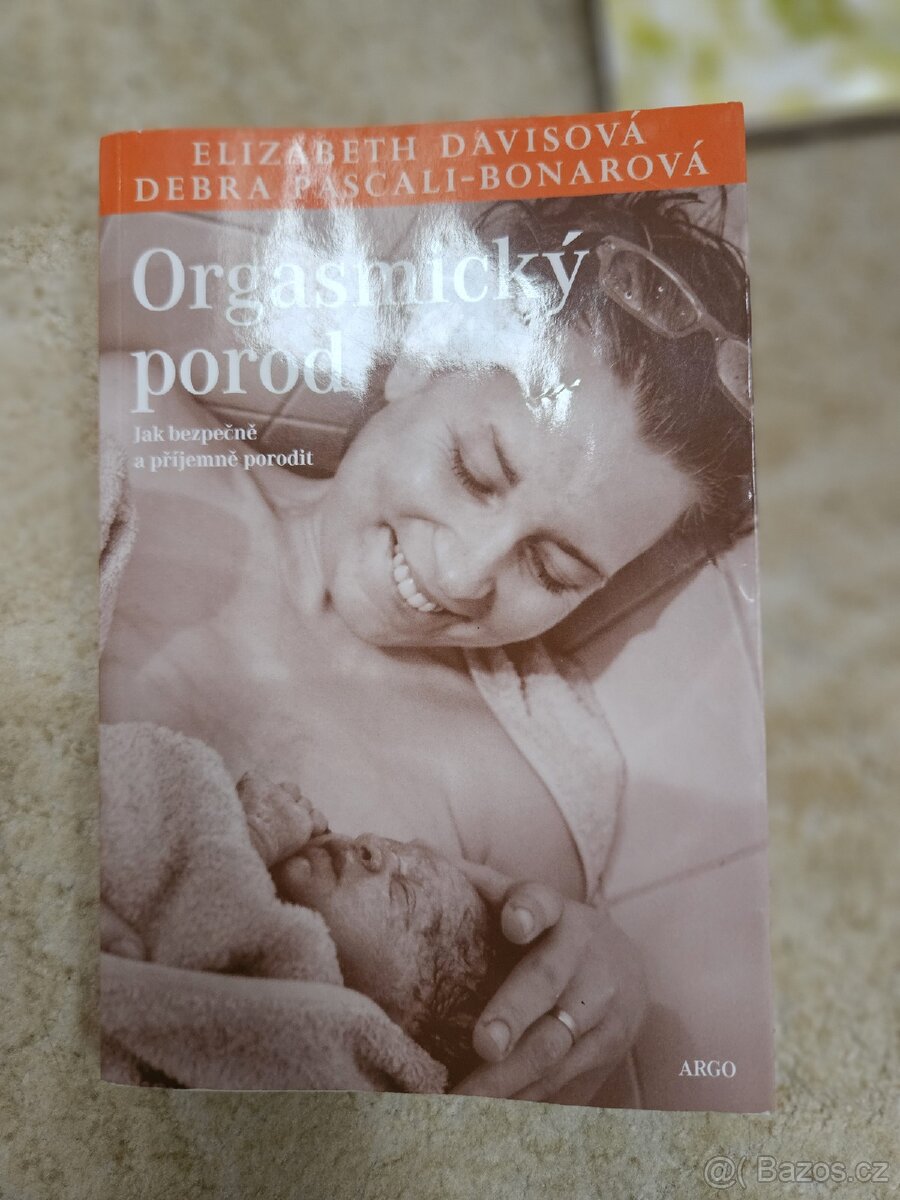 ELIZABETH DAVISOVÁ
DEBRA PASCALI-BONAROVÁ
Orgasmický
porod
Jak bezpečně
a příjemně porodit
ARGO
@( Bazos.cz